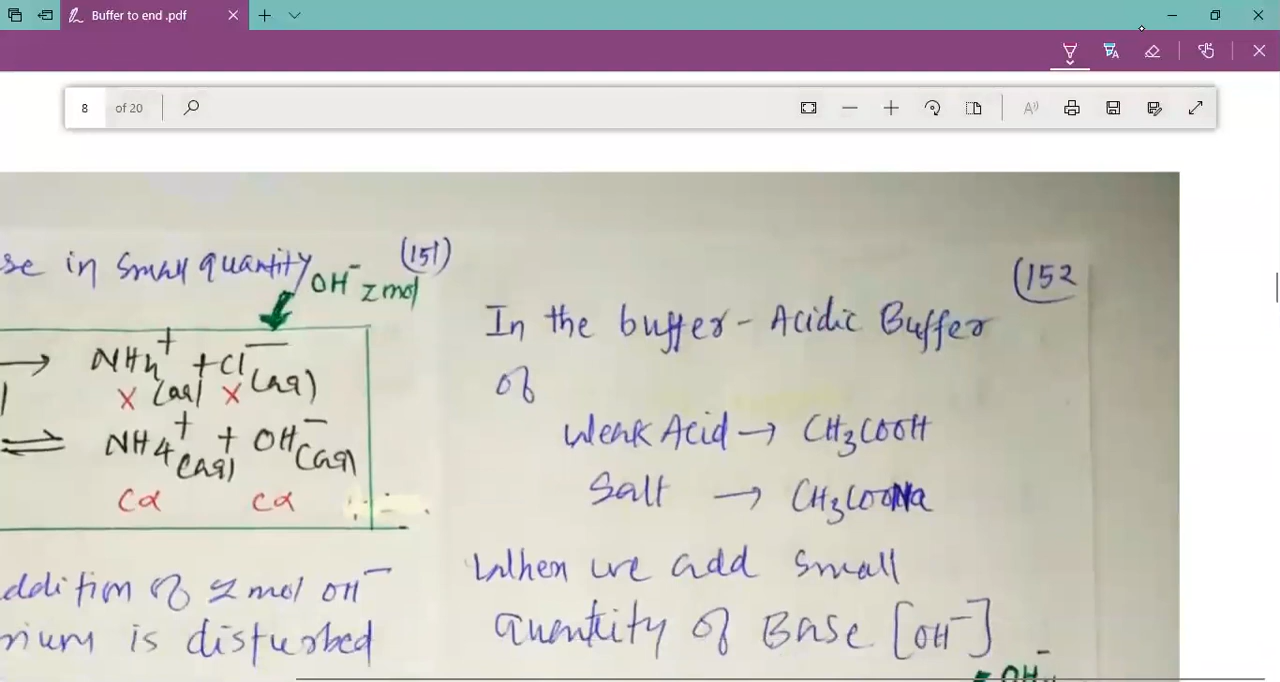 Buffer to end .pdf
8 of 20
se in small quantity
(151)
OH⁻ z mol
→ NH4⁺ + Cl⁻
x (aq) x (aq)
⇌ NH4⁺(aq) + OH⁻(aq)
Cα Cα
ddition of z mol OH⁻
rium is disturbed
(152
In the buffer - Acidic Buffer
of
Weak Acid → CH3COOH
Salt → CH3COONa
When we add small
quantity of Base [OH⁻]
OH⁻